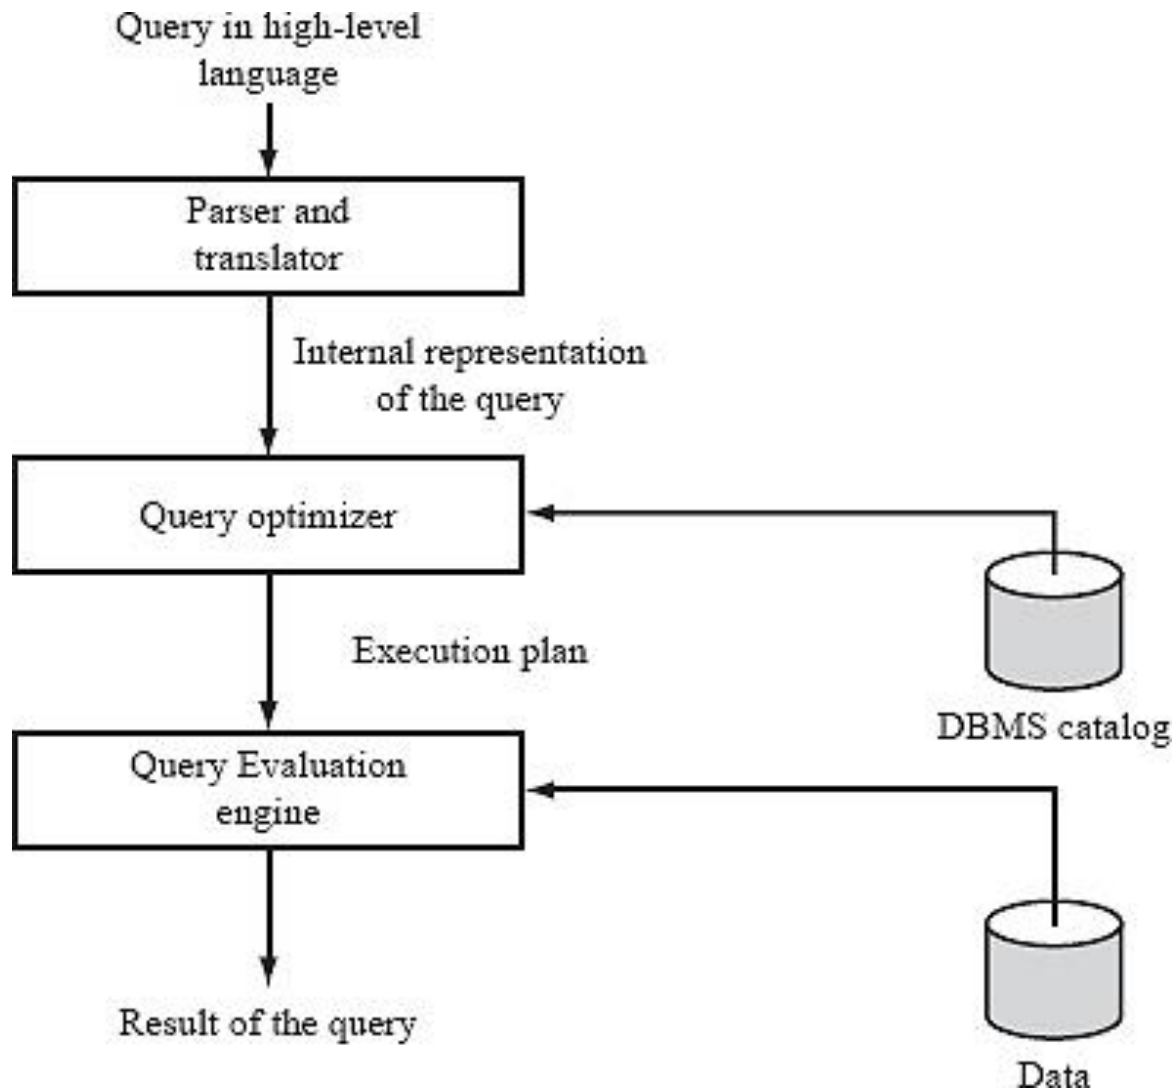 Query in high-level
language
Parser and
translator
Internal representation
of the query
Query optimizer
Execution plan
DBMS catalog
Query Evaluation
engine
Result of the query
Data